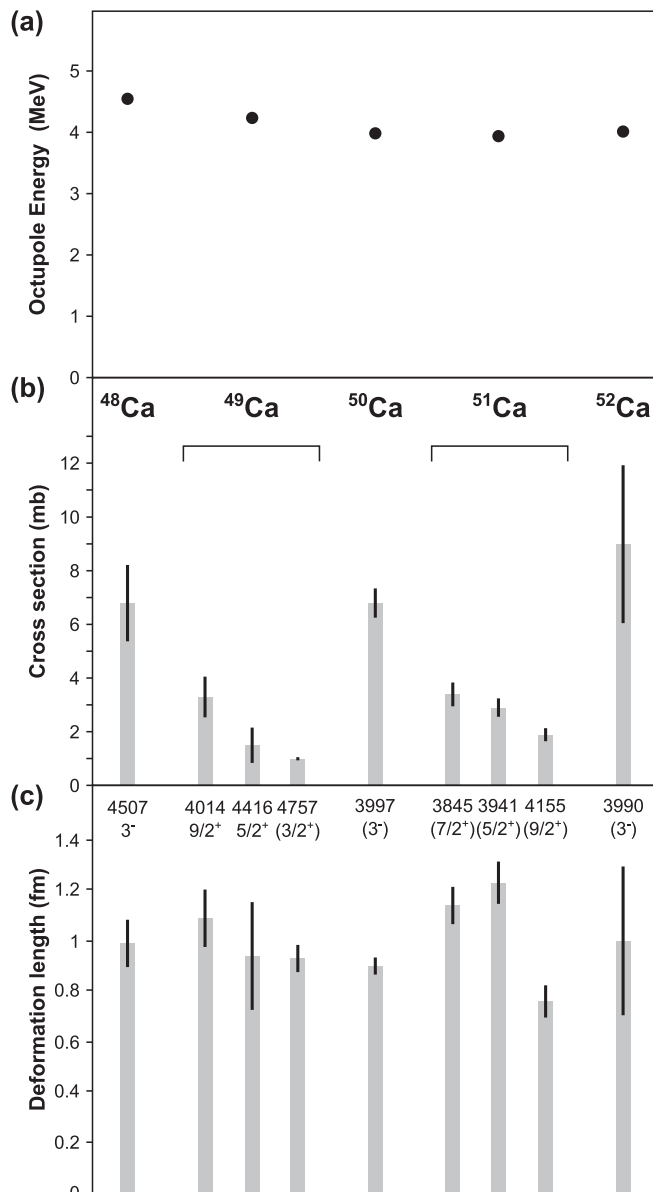 (a)
Octupole Energy (MeV)
5
4
3
2
1
0
(b)
⁴⁸Ca ⁴⁹Ca ⁵⁰Ca ⁵¹Ca ⁵²Ca
Cross section (mb)
12
10
8
6
4
2
0
(c)
4507 4014 4416 4757 3997 3845 3941 4155 3990
3⁻ 9/2⁺ 5/2⁺ (3/2⁺) (3⁻) (7/2⁺) (5/2⁺) (9/2⁺) (3⁻)
Deformation length (fm)
1.4
1.2
1
0.8
0.6
0.4
0.2
0